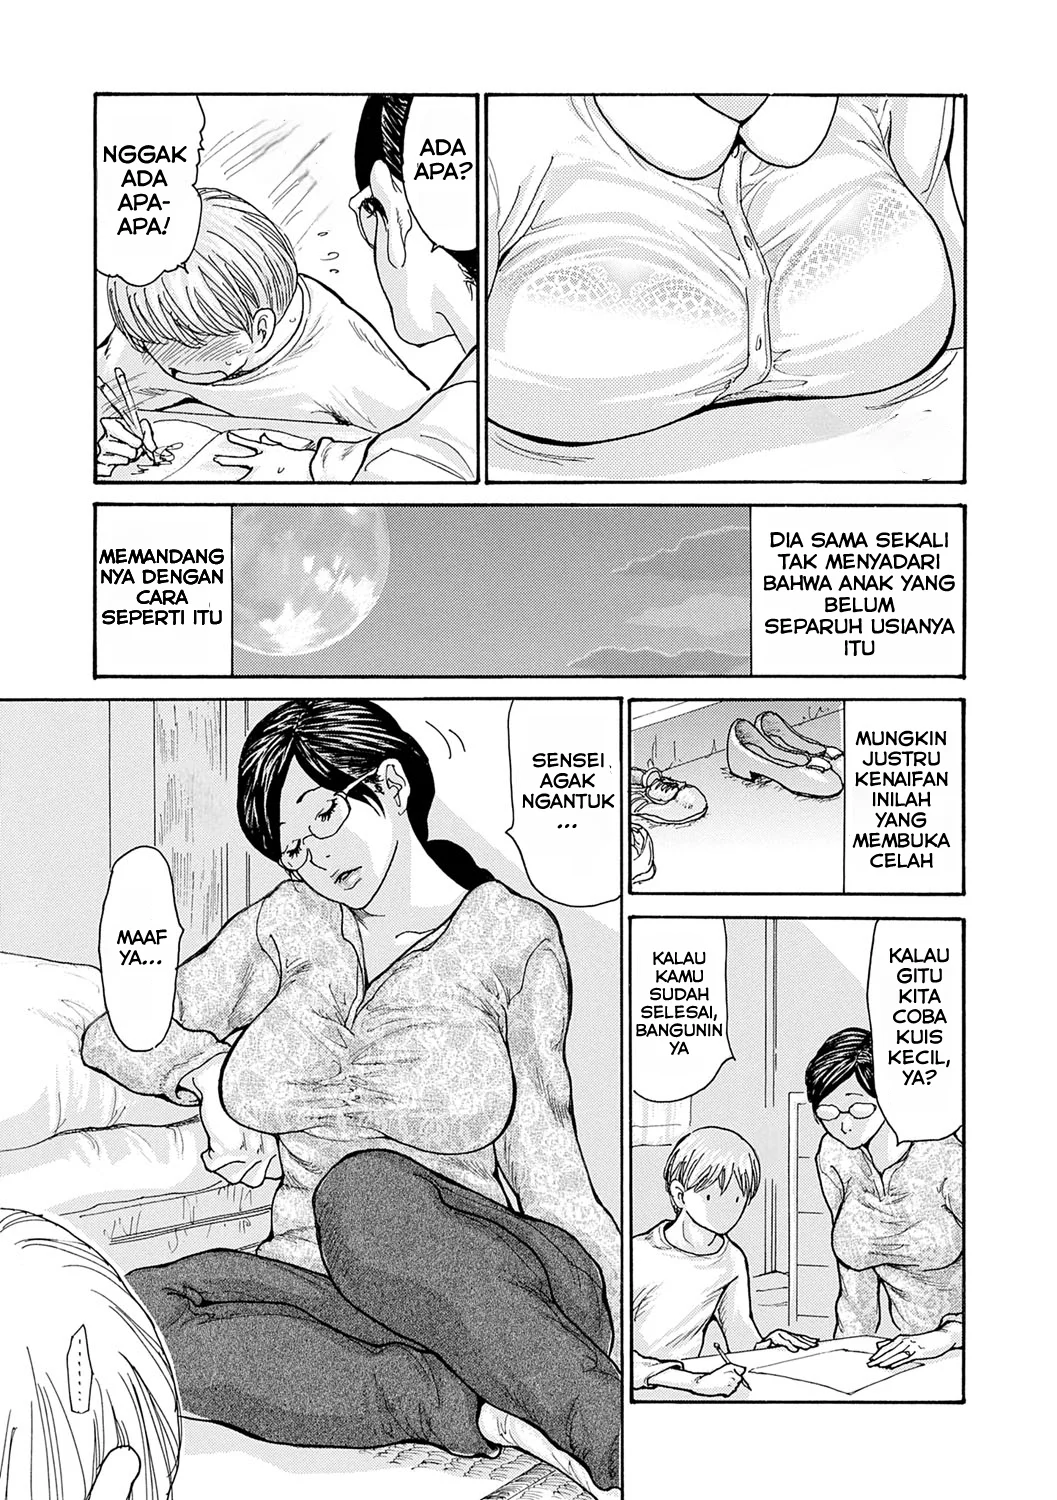 ADA
APA?
NGGAK
ADA
APA-
APA!
DIA SAMA SEKALI
TAK MENYADARI
BAHWA ANAK YANG
BELUM
SEPARUH USIANYA
ITU
MEMANDANG
NYA DENGAN
CARA
SEPERTI ITU
MUNGKIN
JUSTRU
KENAIFAN
INILAH
YANG
MEMBUKA
CELAH
KALAU
GITU
KITA
COBA
KUIS
KECIL,
YA?
KALAU
KAMU
SUDAH
SELESAI,
BANGUNIN
YA
SENSEI
AGAK
NGANTUK
...
MAAF
YA...
......